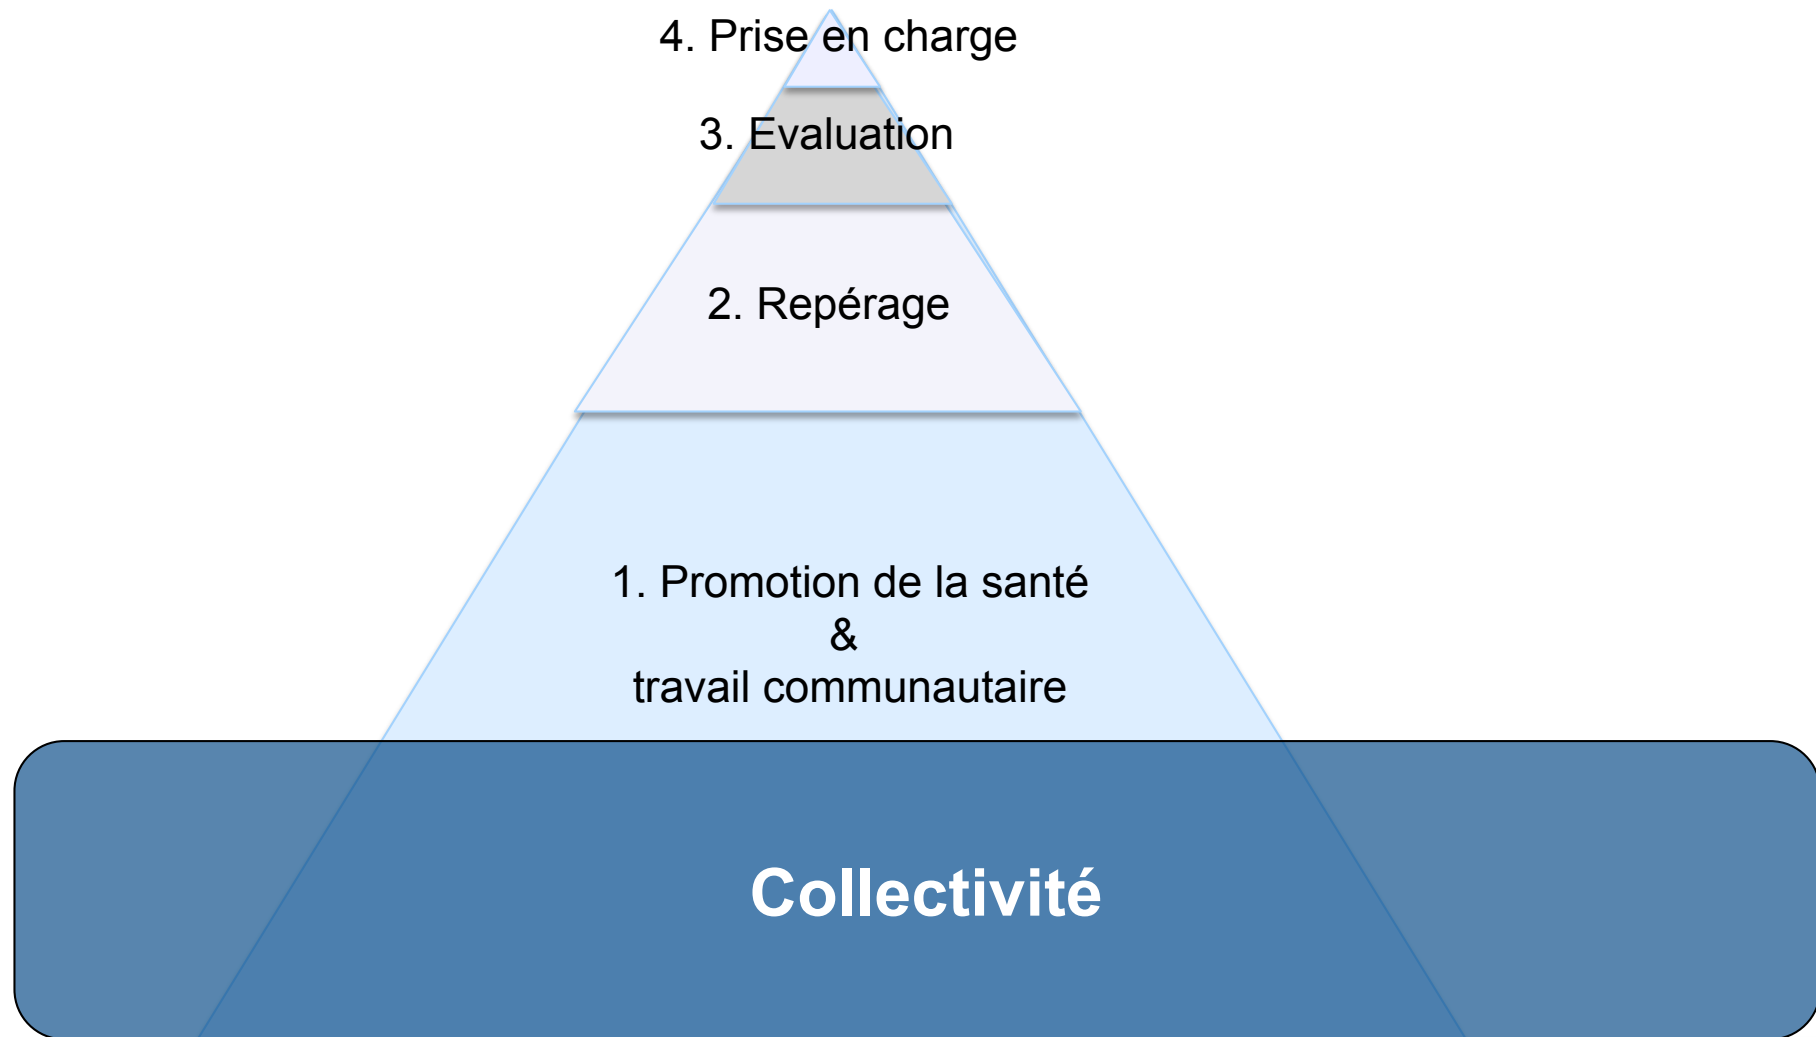 4. Prise en charge
3. Evaluation
2. Repérage
1. Promotion de la santé
&
travail communautaire
Collectivité